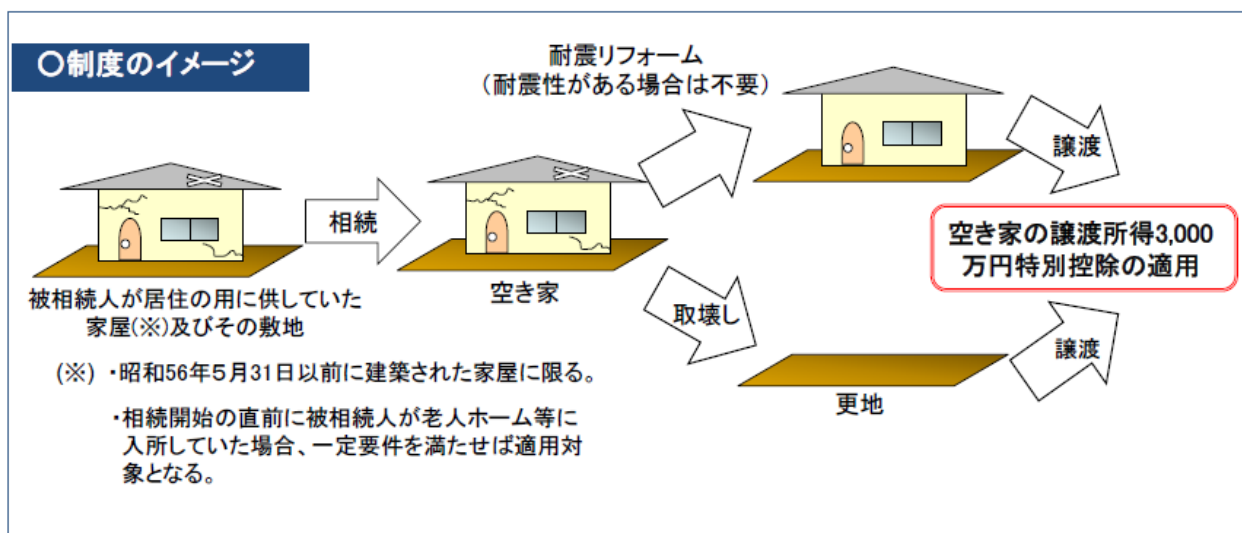 〇制度のイメージ
耐震リフォーム
（耐震性がある場合は不要）
譲渡
相続
空き家の譲渡所得3,000
万円特別控除の適用
被相続人が居住の用に供していた
家屋(※)及びその敷地
空き家
取壊し
譲渡
更地
(※) ・昭和56年５月31日以前に建築された家屋に限る。
・相続開始の直前に被相続人が老人ホーム等に
入所していた場合、一定要件を満たせば適用対
象となる。